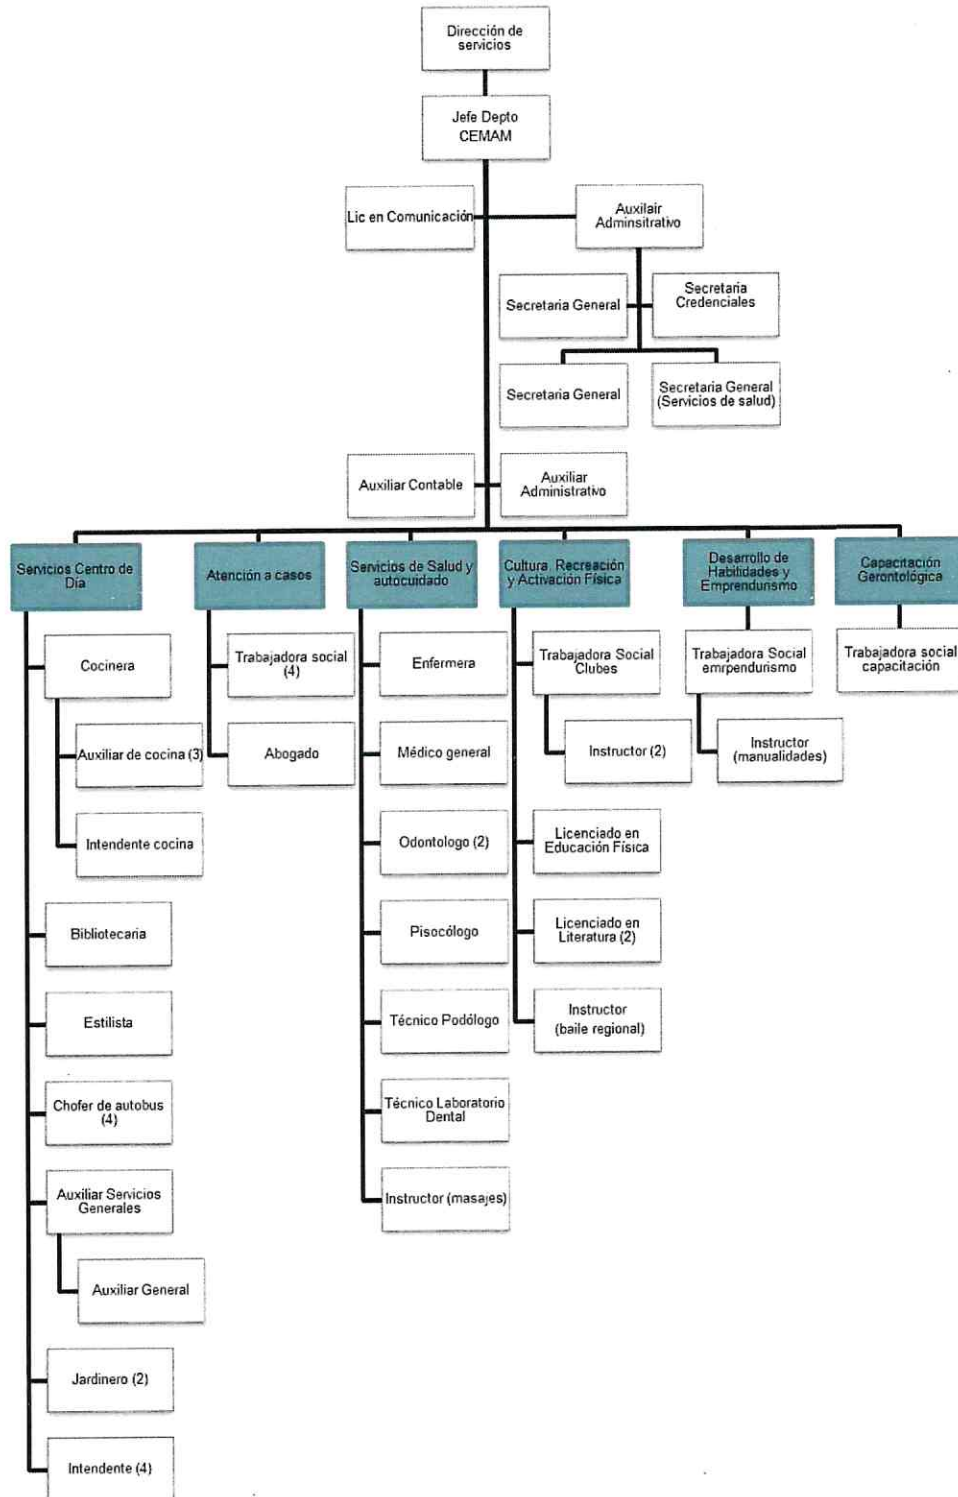 Dirección de
servicios
Jefe Depto
CEMAM
Lic en Comunicación
Auxilair
Adminsitrativo
Secretaria General
Secretaria
Credenciales
Secretaria General
Secretaria General
(Servicios de salud)
Auxiliar Contable
Auxiliar
Administrativo
Servicios Centro de
Día
Atención a casos
Servicios de Salud y
autocuidado
Cultura. Recreación
y Activación Física
Desarrollo de
Habilidades y
Emprendurismo
Capacitación
Gerontológica
Cocinera
Auxiliar de cocina (3)
Intendente cocina
Bibliotecaria
Estilista
Chofer de autobus
(4)
Auxiliar Servicios
Generales
Auxiliar General
Jardinero (2)
Intendente (4)
Trabajadora social
(4)
Abogado
Enfermera
Médico general
Odontologo (2)
Pisocólogo
Técnico Podólogo
Técnico Laboratorio
Dental
Instructor (masajes)
Trabajadora Social
Clubes
Instructor (2)
Licenciado en
Educación Física
Licenciado en
Literatura (2)
Instructor
(baile regional)
Trabajadora Social
emrpendurismo
Instructor
(manualidades)
Trabajadora social
capacitación